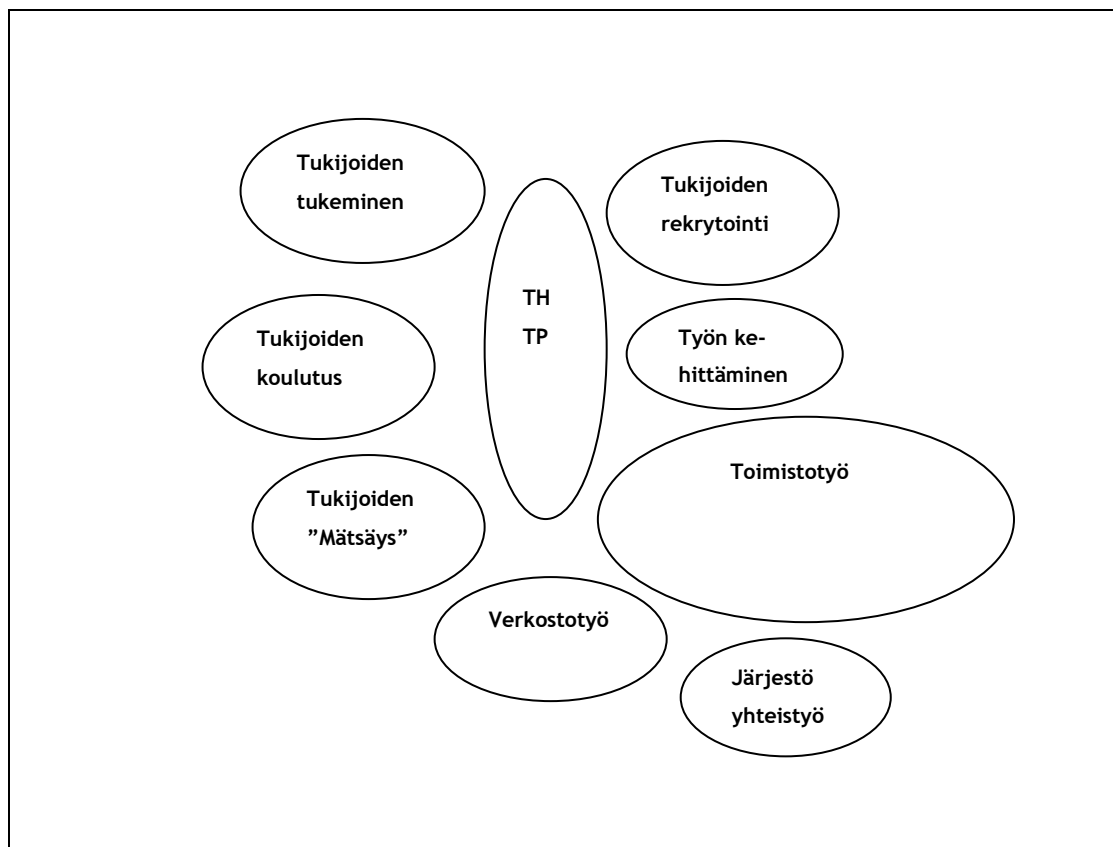 Tukijoiden
tukeminen
Tukijoiden
rekrytointi
TH
TP
Tukijoiden
koulutus
Työn ke-
hittäminen
Toimistotyö
Tukijoiden
”Mätsäys”
Verkostotyö
Järjestö
yhteistyö